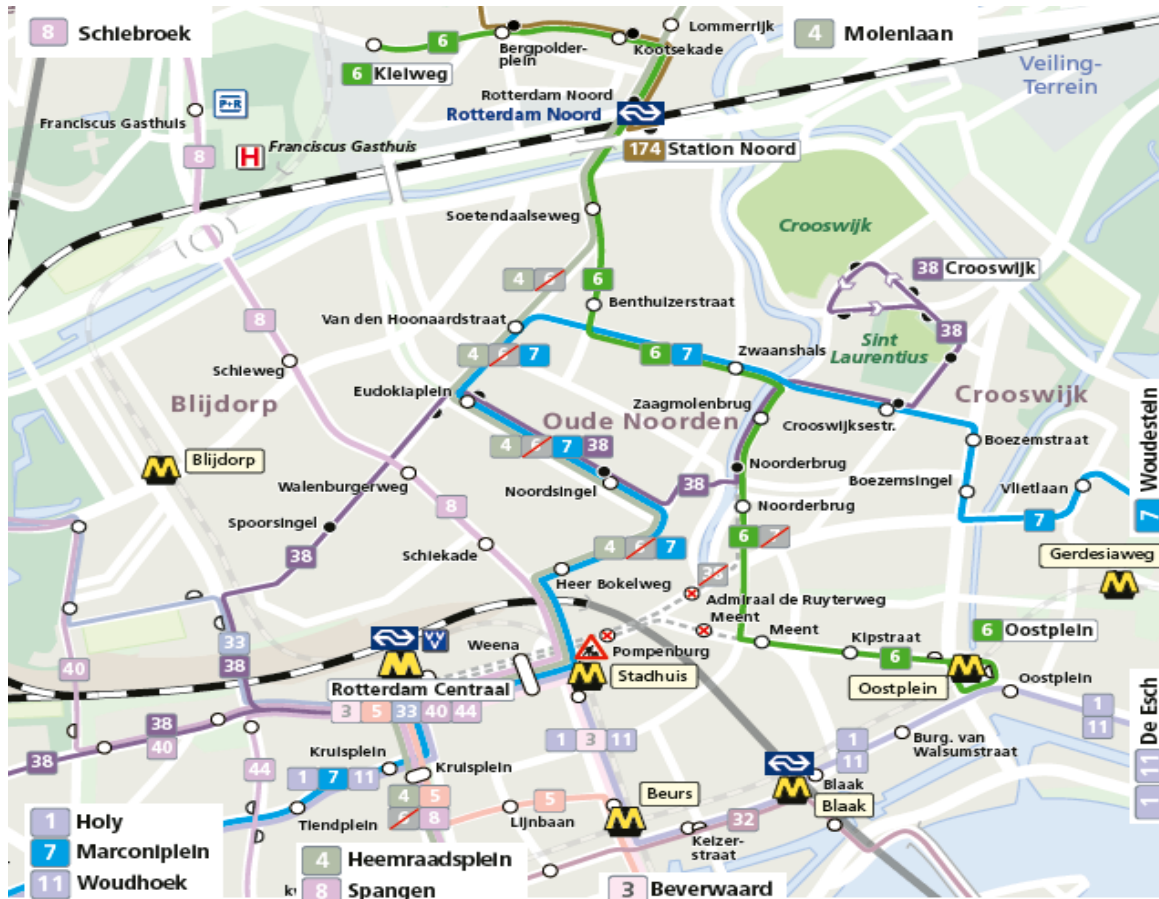 8 Schiebroek
Lommerrijk
4 Molenlaan
6
Bergpolder-
plein
Kootsekade
6 Kleiweg
Veiling-
Terrein
Rotterdam Noord
Rotterdam Noord
P+R
Franciscus Gasthuis
8
H Franciscus Gasthuis
174 Station Noord
Soetendaalseweg
Crooswijk
4 6
6
38 Crooswijk
Benthuizerstraat
8
Van den Hoonaardstraat
38
Sint
Laurentius
4 6 7
6 7
Zwaanshals
Schieweg
Eudokiaplein
Blijdorp
Crooswijk
Zaagmolenbrug
Oude Noorden
Crooswijksestr.
4 6 7 38
Boezemstraat
Blijdorp
Noorderbrug
Walenburgerweg
Noordsingel
38
Boezemsingel
Vlietlaan
Woudestein
7
8
Noorderbrug
Spoorsingel
7
6 7
Schiekade
4 6 7
38
Gerdesiaweg
38
Heer Bokelweg
Admiraal de Ruyterweg
Meent
Meent
6 Oostplein
33
VVV
Weena
Pompenburg
Kipstraat
6
40
38
Stadhuis
Oostplein
Oostplein
Rotterdam Centraal
3 5 33 40 44
De Esch
11
1
1
11
38
40
1 3 11
1
11
Burg. van
Walsumstraat
38
Kruisplein
Kruisplein
44
1 7 11
Blaak
Blaak
4 5
6 8
Beurs
5
Tiendplein
Lijnbaan
32
Keizer-
straat
1 Holy
7 Marconiplein
11 Woudhoek
4 Heemraadsplein
8 Spangen
3 Beverwaard